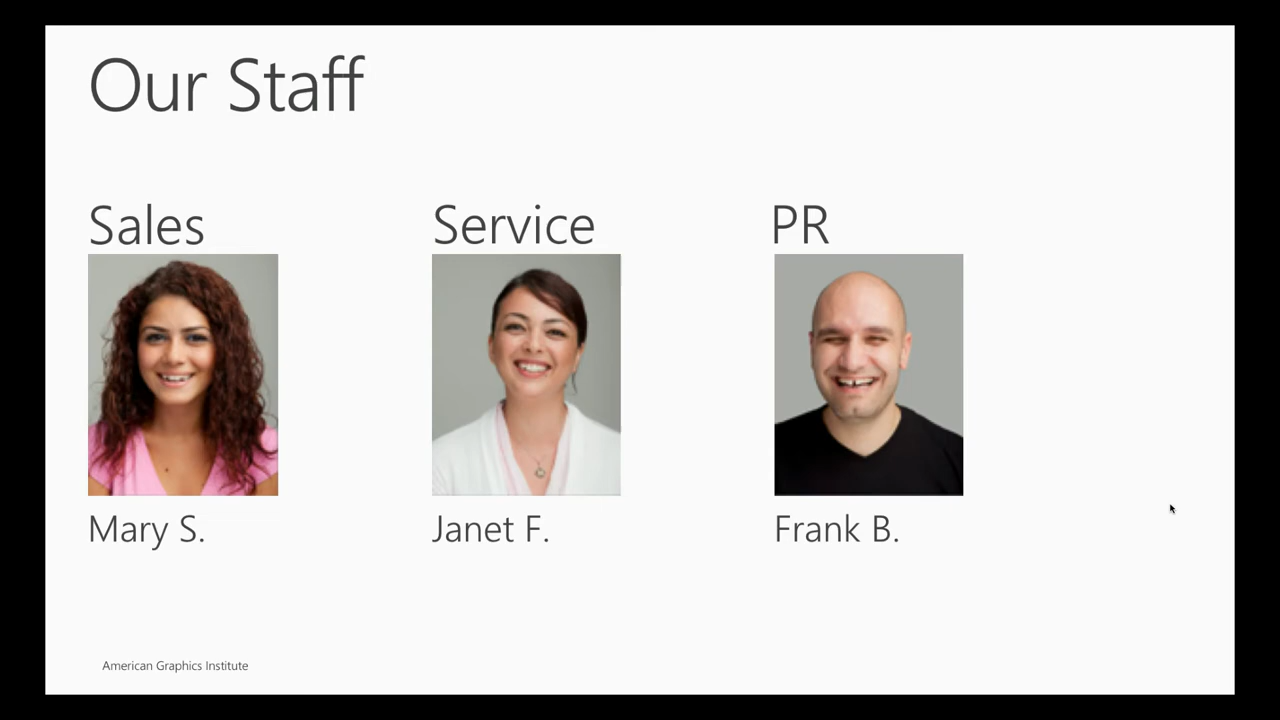 Our Staff
Sales
Service
PR
Mary S.
Janet F.
Frank B.
American Graphics Institute